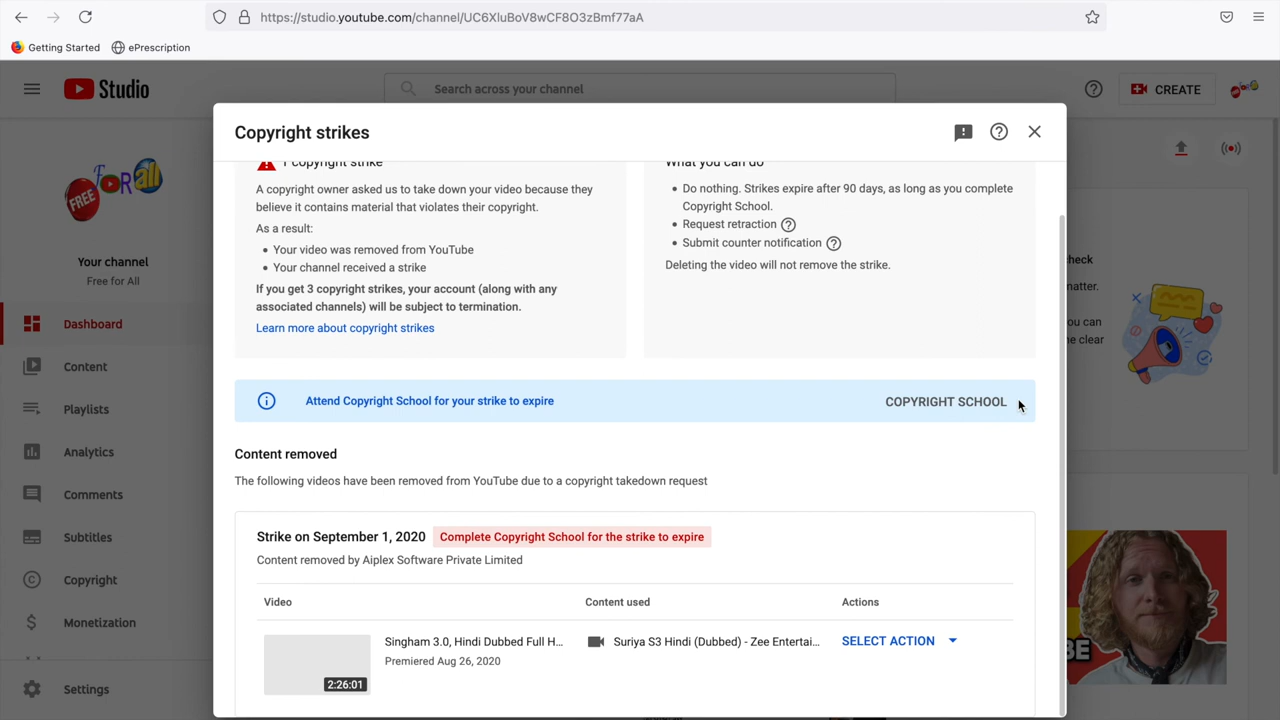 https://studio.youtube.com/channel/UC6XluBoV8wCF8O3zBmf77aA
Getting Started
ePrescription
Studio
Search across your channel
CREATE
FREE FOR all
Your channel
Free for All
Dashboard
Content
Playlists
Analytics
Comments
Subtitles
Copyright
Monetization
Settings
Copyright strikes
1 copyright strike
A copyright owner asked us to take down your video because they
believe it contains material that violates their copyright.
As a result:
• Your video was removed from YouTube
• Your channel received a strike
If you get 3 copyright strikes, your account (along with any
associated channels) will be subject to termination.
Learn more about copyright strikes
What you can do
• Do nothing. Strikes expire after 90 days, as long as you complete
Copyright School.
• Request retraction
• Submit counter notification
Deleting the video will not remove the strike.
Attend Copyright School for your strike to expire
COPYRIGHT SCHOOL
Content removed
The following videos have been removed from YouTube due to a copyright takedown request
Strike on September 1, 2020
Complete Copyright School for the strike to expire
Content removed by Aiplex Software Private Limited
Video
Content used
Actions
2:26:01
Singham 3.0, Hindi Dubbed Full H...
Premiered Aug 26, 2020
Suriya S3 Hindi (Dubbed) - Zee Entertai...
SELECT ACTION
check
matter.
ou can
he clear
BE